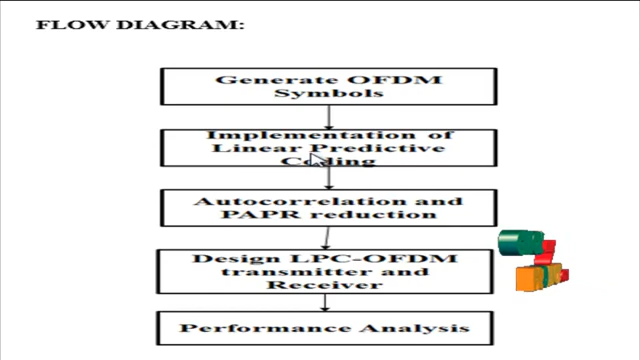 FLOW DIAGRAM:
Generate OFDM
Symbols
Implementation of
Linear Predictive
Coding
Autocorrelation and
PAPR reduction
Design LPC-OFDM
transmitter and
Receiver
Performance Analysis